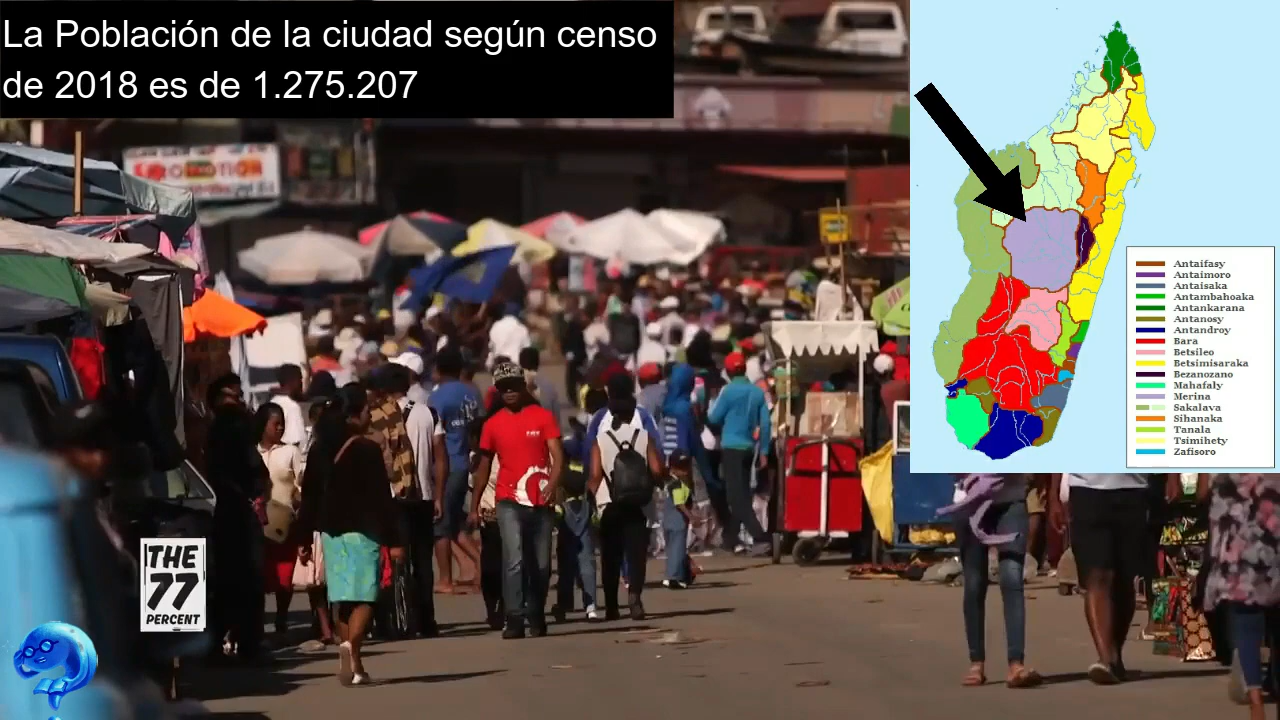 La Población de la ciudad según censo
de 2018 es de 1.275.207
Antaifasy
Antaimoro
Antaisaka
Antambahoaka
Antankarana
Antanosy
Antandroy
Bara
Betsileo
Betsimisaraka
Bezanozano
Mahafaly
Merina
Sakalava
Sihanaka
Tanala
Tsimihety
Zafisoro
THE
77
PERCENT